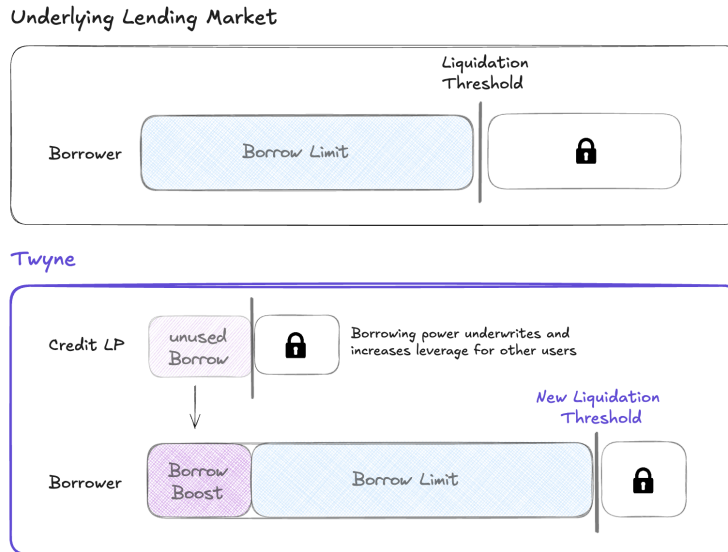 Underlying Lending Market
Liquidation
Threshold
Borrower
Borrow Limit
Twyne
Credit LP
unused
Borrow
Borrowing power underwrites and
increases leverage for other users
New Liquidation
Threshold
Borrower
Borrow
Boost
Borrow Limit